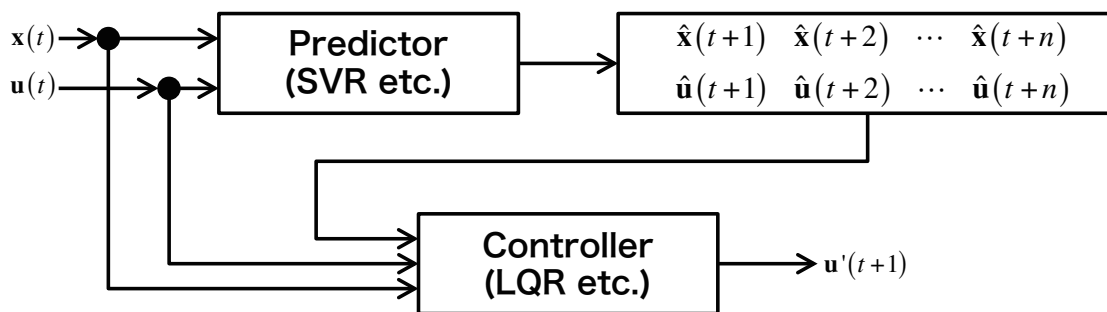 𝐱(t)
𝐮(t)
Predictor
(SVR etc.)
𝐱̂(t+1) 𝐱̂(t+2) ⋯ 𝐱̂(t+n)
𝐮̂(t+1) 𝐮̂(t+2) ⋯ 𝐮̂(t+n)
Controller
(LQR etc.)
𝐮'(t+1)